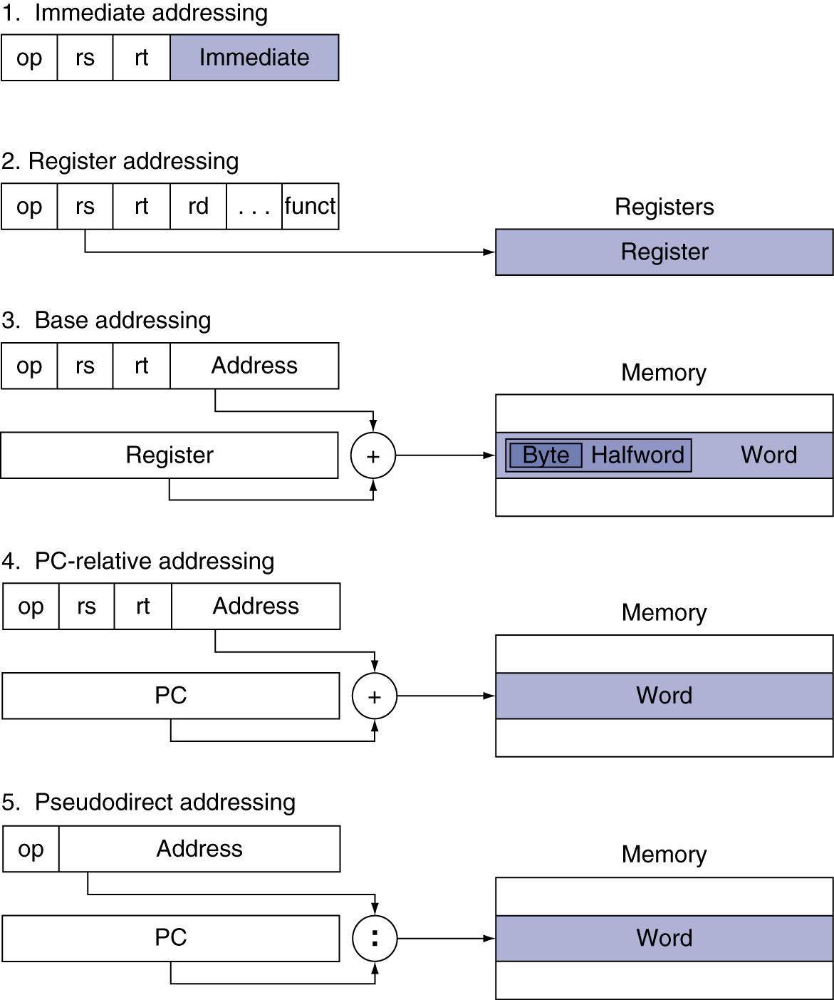 1. Immediate addressing
op rs rt Immediate
2. Register addressing
op rs rt rd . . . funct
Registers
Register
3. Base addressing
op rs rt Address
Memory
Register + Byte Halfword Word
4. PC-relative addressing
op rs rt Address
Memory
PC + Word
5. Pseudodirect addressing
op Address
Memory
PC : Word